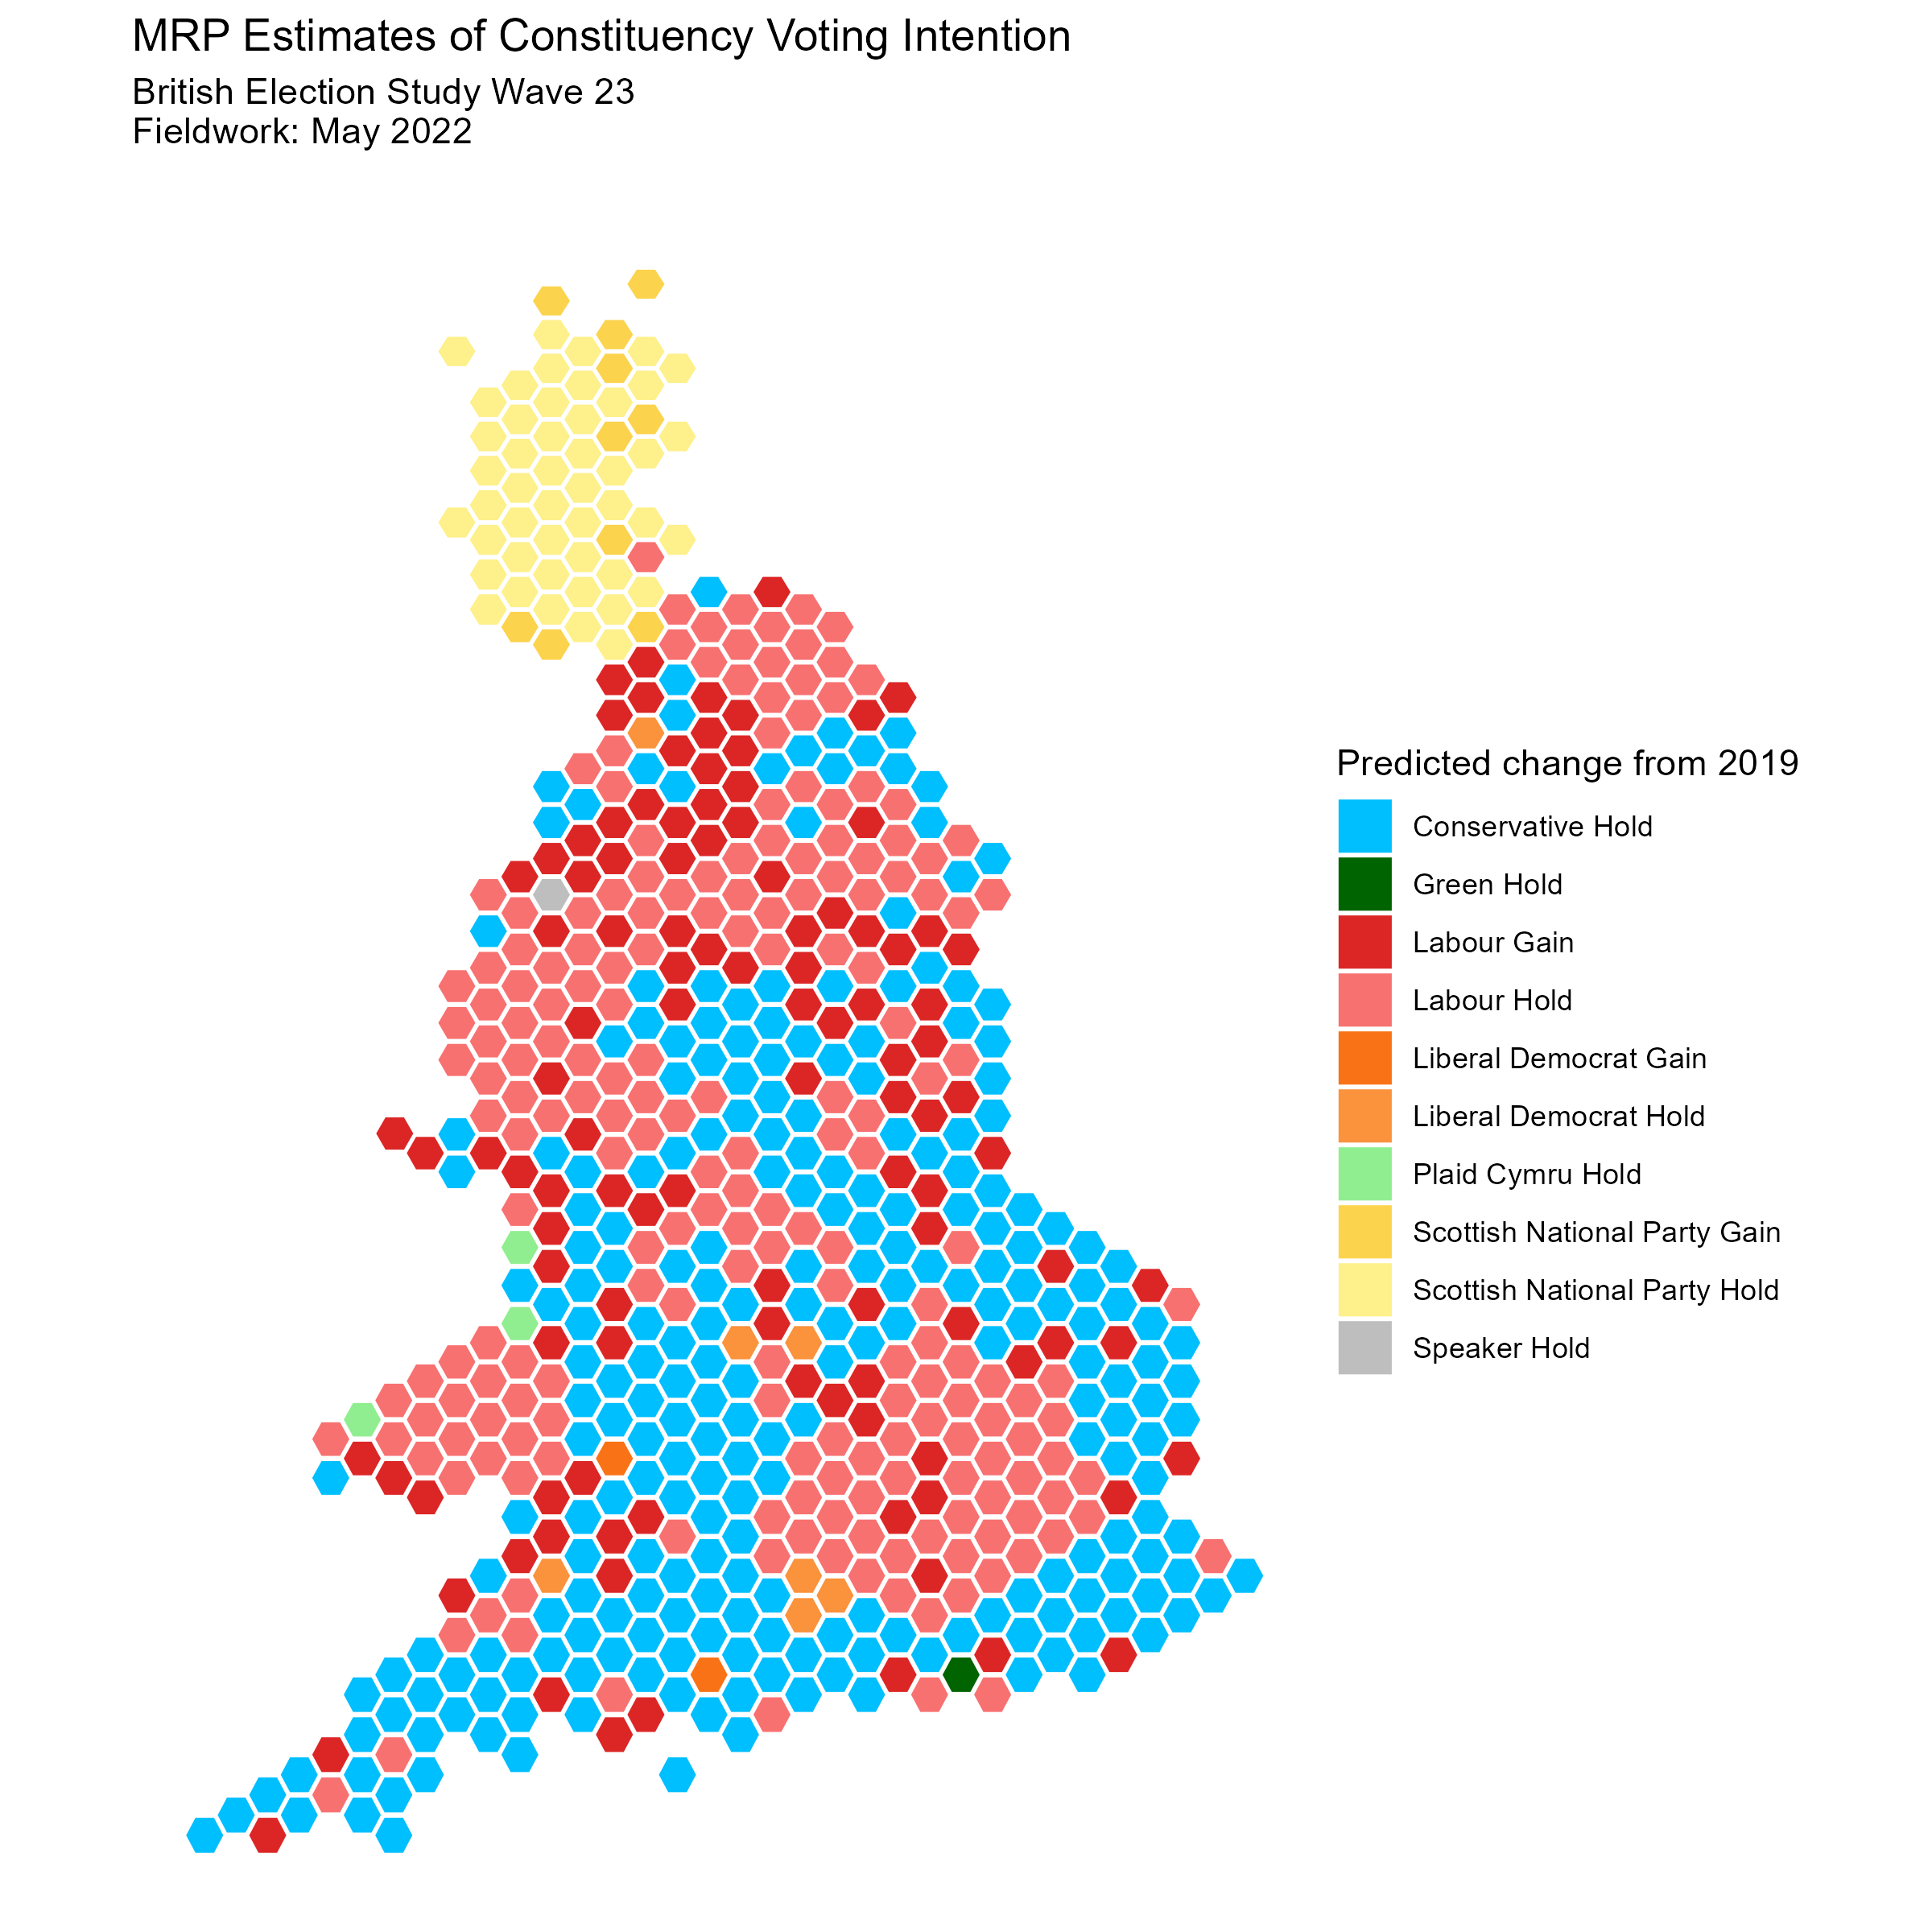 MRP Estimates of Constituency Voting Intention
British Election Study Wave 23
Fieldwork: May 2022
Predicted change from 2019
Conservative Hold
Green Hold
Labour Gain
Labour Hold
Liberal Democrat Gain
Liberal Democrat Hold
Plaid Cymru Hold
Scottish National Party Gain
Scottish National Party Hold
Speaker Hold